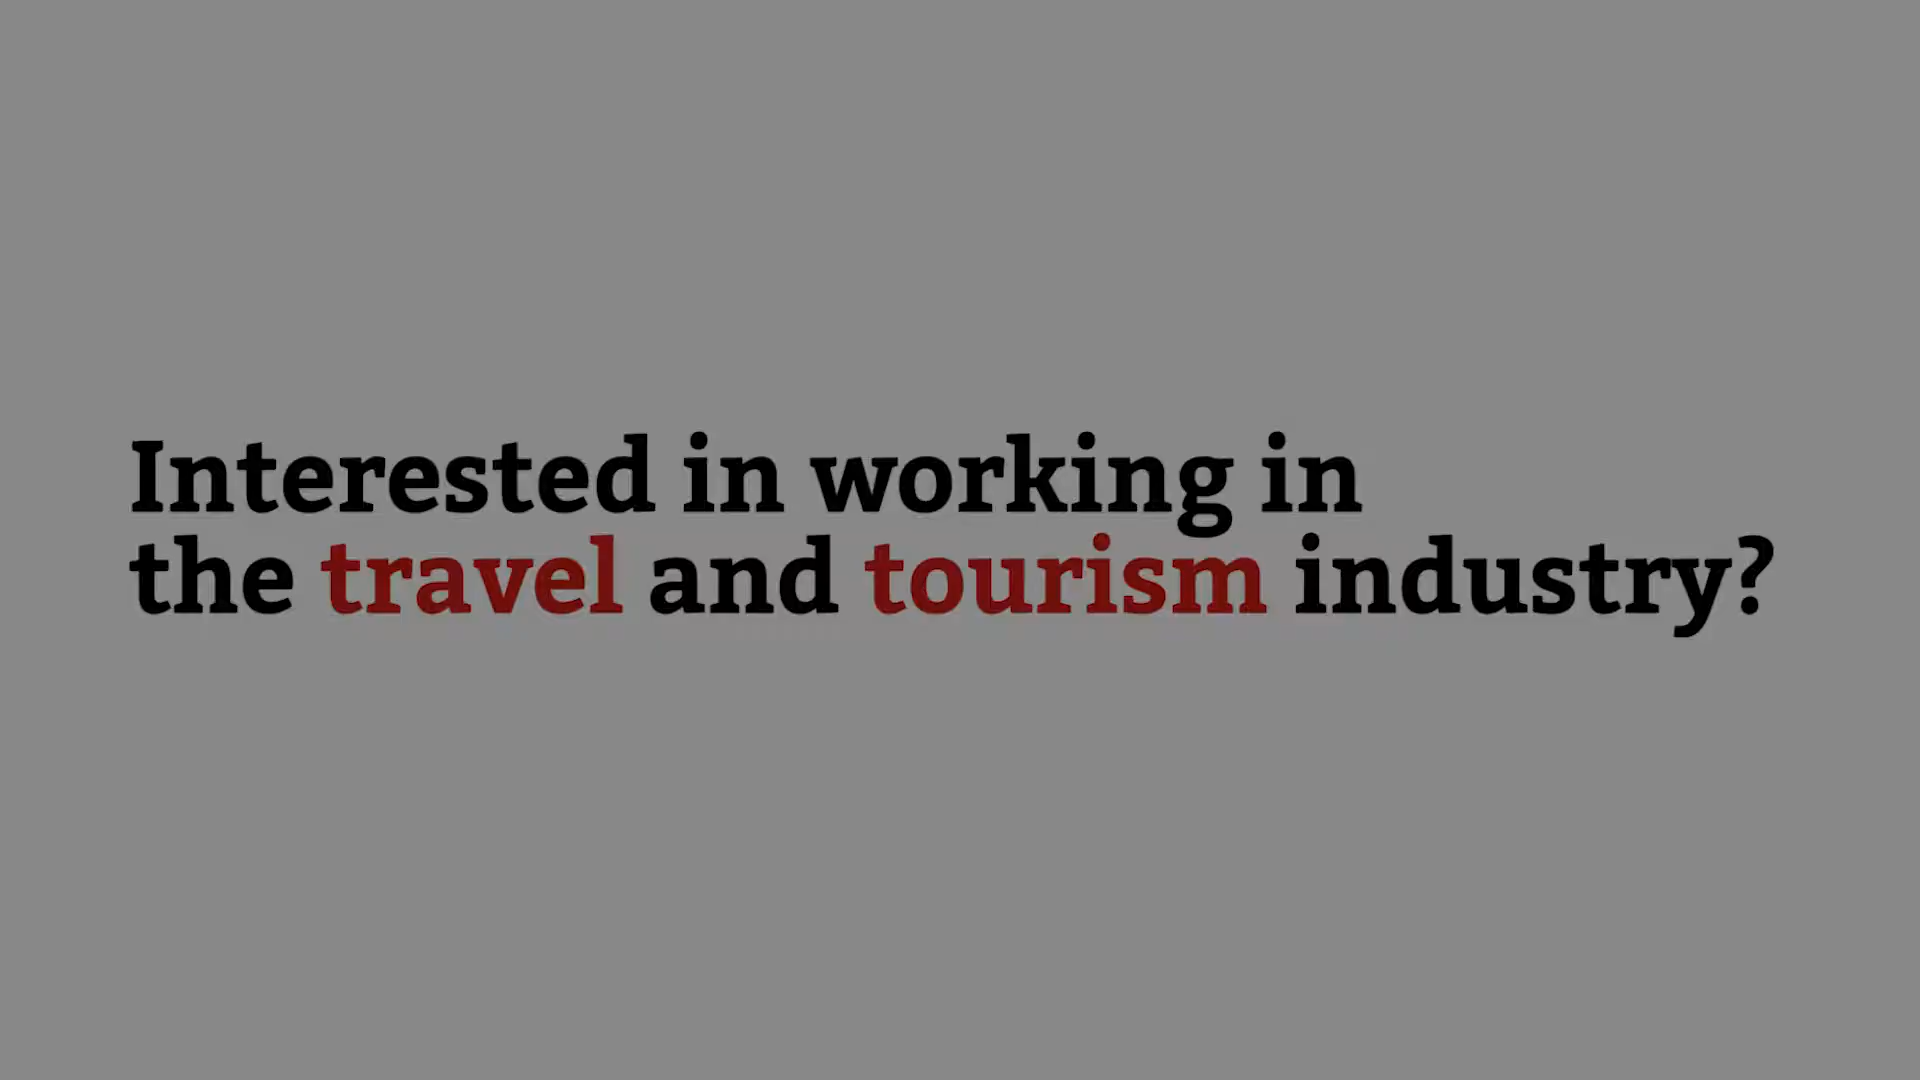 Interested in working in
the travel and tourism industry?